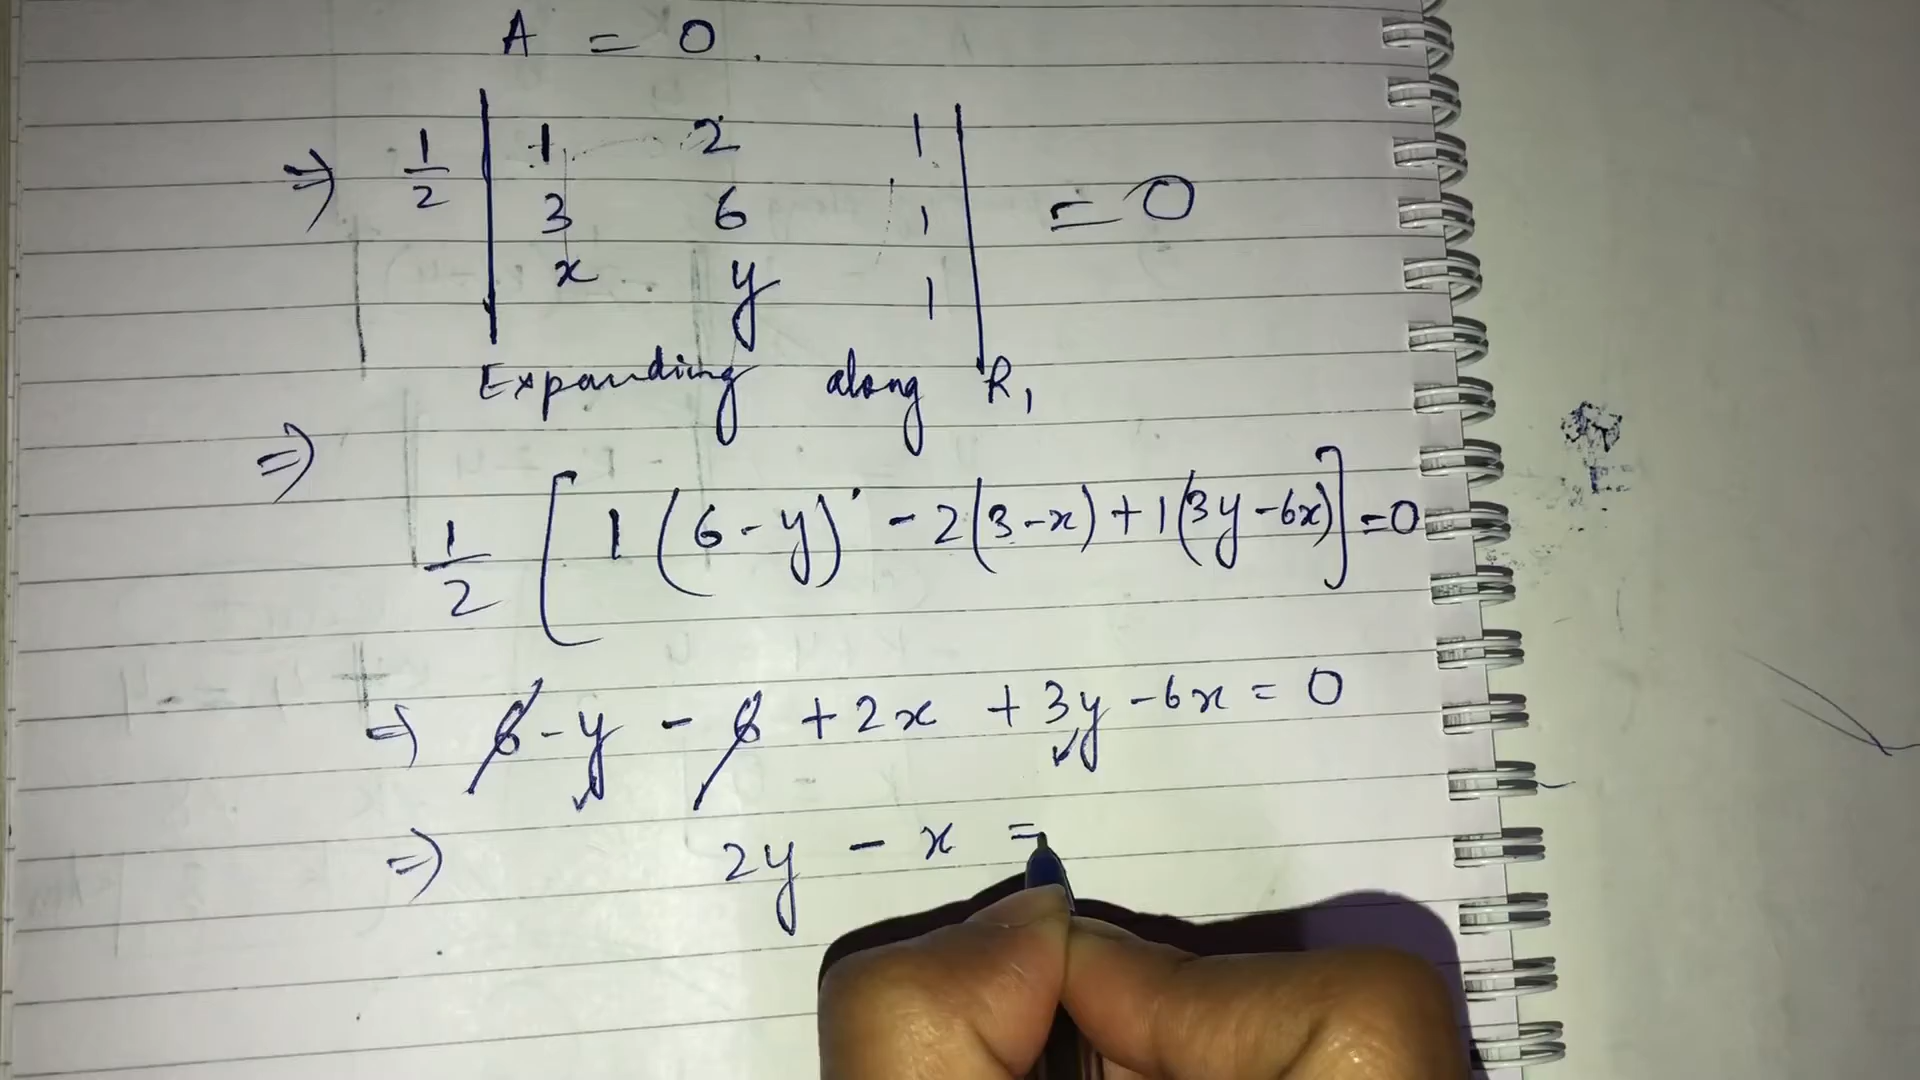 A = 0.
⇒ 1/2 | 1 2 1 |
| 3 6 1 | = 0
| x y 1 |
Expanding along R₁
⇒
1/2 [ 1 (6 - y) - 2 (3 - x) + 1 (3y - 6x) ] = 0
⇒ 6 - y - 6 + 2x + 3y - 6x = 0
⇒ 2y - x =